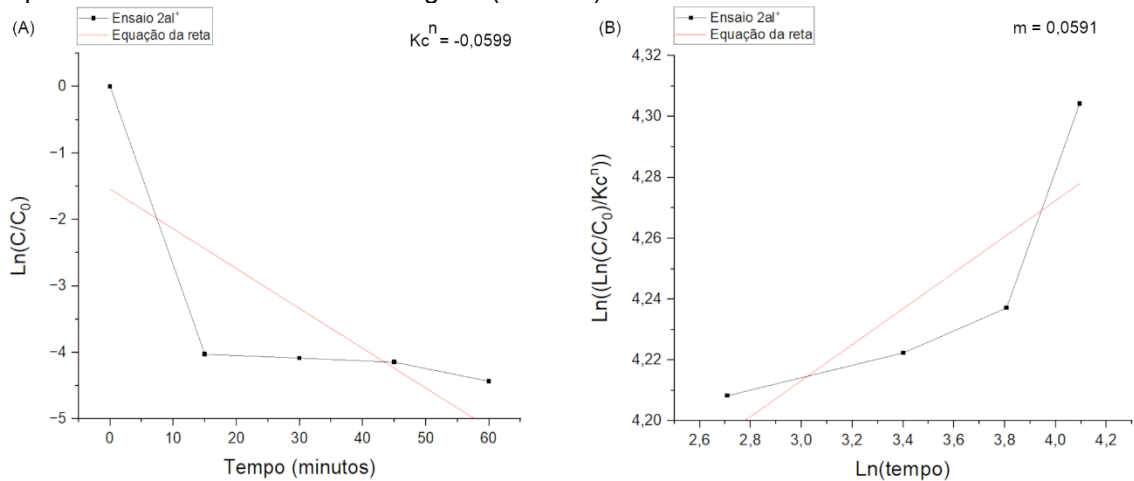 (A)
Ensaio 2al⁺
Equação da reta
Kcⁿ = -0,0599
0
−1
−2
−3
−4
−5
Ln(C/C₀)
0 10 20 30 40 50 60
Tempo (minutos)
(B)
Ensaio 2al⁺
Equação da reta
m = 0,0591
4,32
4,30
4,28
4,26
4,24
4,22
4,20
Ln((Ln(C/C₀)/Kcⁿ))
2,6 2,8 3,0 3,2 3,4 3,6 3,8 4,0 4,2
Ln(tempo)